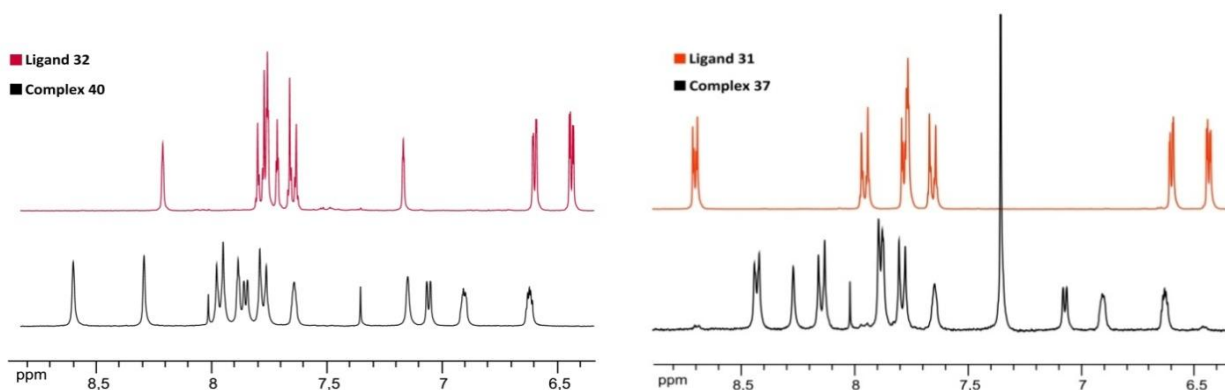 Ligand 32
Complex 40
ppm 8,5 8 7,5 7 6,5
Ligand 31
Complex 37
ppm 8.5 8 7.5 7 6.5